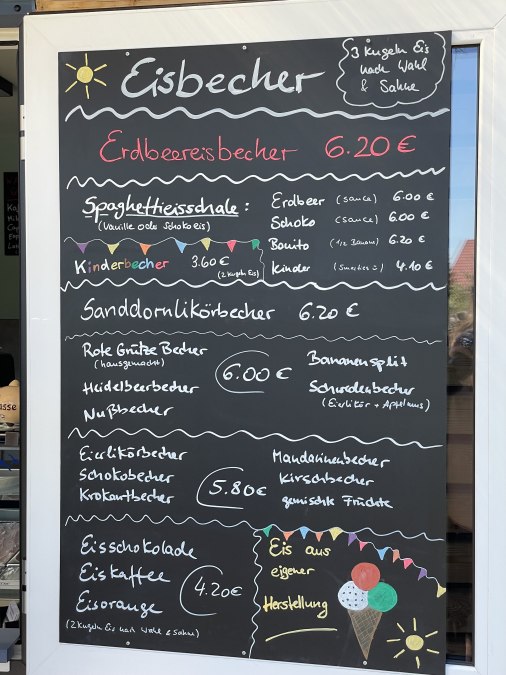 Eisbecher
3 Kugeln Eis
nach Wahl
& Sahne
Erdbeereisbecher 6.20 €
Spaghettieisschale:
(Vanille oder Schokoeis)
Erdbeer (Sauce) 6.00 €
Schoko (Sauce) 6.00 €
Bonito (1/2 Banane) 6.20 €
Kinder (Smarties) 4.10 €
Kinderbecher 3.60 €
(2 Kugeln Eis)
Sanddornlikörbecher 6.20 €
Rote Grütze Becher
(hausgemacht)
Heidelbeerbecher
Nußbecher
6.00 €
Bananensplit
Schwedenbecher
(Eierlikör + Apfelmus)
Eierlikörbecher
Schokobecher
Krokantbecher
5.80 €
Mandarinenbecher
Kirschbecher
gemischte Früchte
Eisschokolade
Eiskaffee
Eisorange
4.20 €
(2 Kugeln Eis nach Wahl & Sahne)
Eis aus
eigener
Herstellung